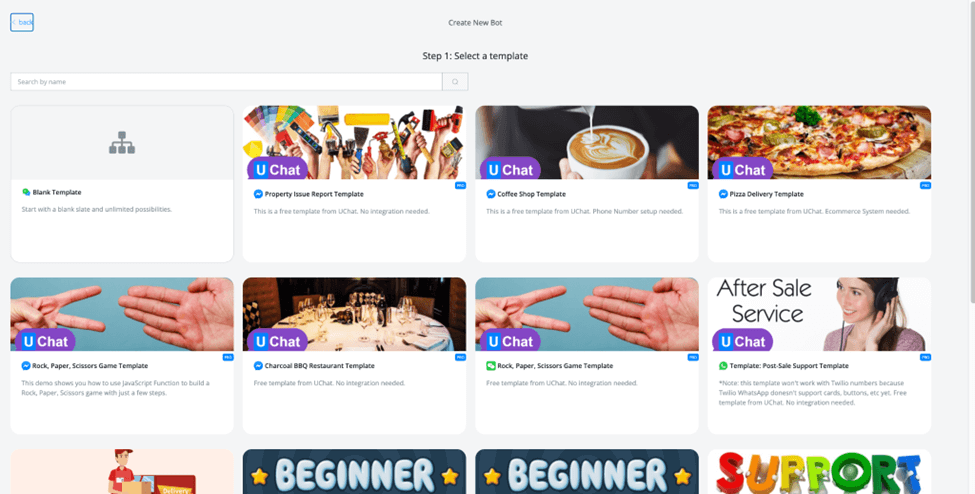 back
Create New Bot
Step 1: Select a template
Search by name
U Chat
U Chat
U Chat
Blank Template
Start with a blank slate and unlimited possibilities.
PRO
Property Issue Report Template
This is a free template from UChat. No integration needed.
PRO
Coffee Shop Template
This is a free template from UChat. Phone Number setup needed.
PRO
Pizza Delivery Template
This is a free template from UChat. Ecommerce System needed.
After Sale
Service
U Chat
U Chat
U Chat
U Chat
PRO
Rock, Paper, Scissors Game Template
This demo shows you how to use JavaScript Function to build a
Rock, Paper, Scissors game with just a few steps.
PRO
Charcoal BBQ Restaurant Template
Free template from UChat. No integration needed.
PRO
Rock, Paper, Scissors Game Template
Free template from UChat. No integration needed.
PRO
Template: Post-Sale Support Template
*Note: this template won't work with Twilio numbers because
Twilio WhatsApp donesn't support cards, buttons, etc yet. Free
template from UChat. No integration needed.
Delivery
BEGINNER
BEGINNER
SUPPORT